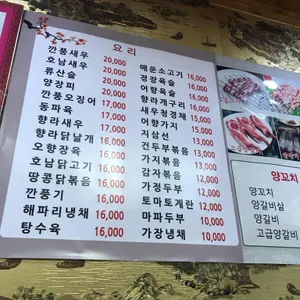 요리
깐풍새우 20,000
호남새우 20,000
류산슬 20,000
양장피 20,000
깐풍오징어 20,000
동파육 17,000
향라새우 17,000
향라닭날개 16,000
오향장육 16,000
호남닭고기 16,000
땅콩닭볶음 16,000
깐풍기 16,000
해파리냉채 16,000
탕수육 16,000
매운소고기 16,000
경장육슬 16,000
어향육슬 16,000
향라개구리 16,000
새우청경채 15,000
어향가지 15,000
지삼선 13,000
건두부볶음 13,000
가지볶음 13,000
감자볶음 12,000
가정두부 12,000
토마토계란 12,000
마파두부 10,000
가장냉채 10,000
양꼬치
양꼬치
양갈비살
양갈비
고급양갈비